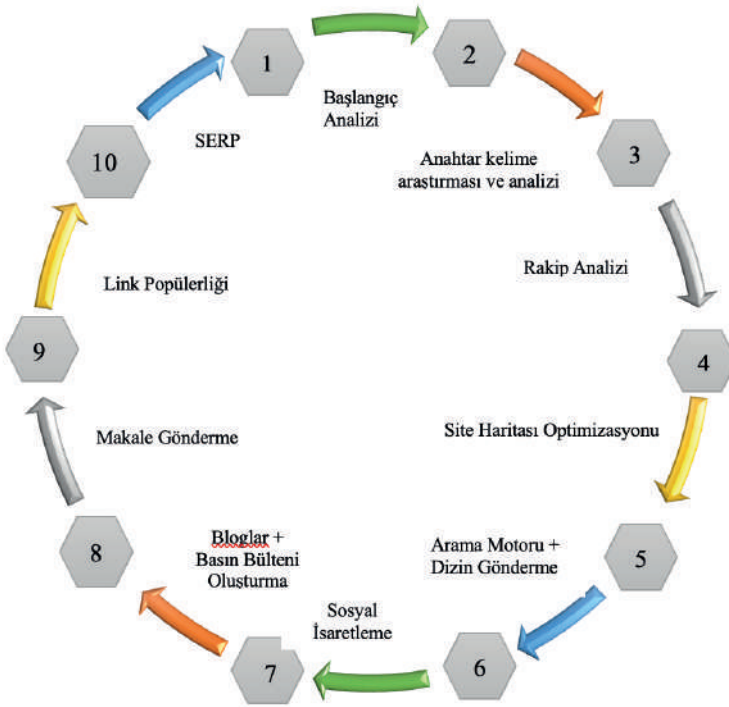 1
Başlangıç
Analizi
2
Anahtar kelime
araştırması ve analizi
3
Rakip Analizi
4
Site Haritası Optimizasyonu
5
Arama Motoru +
Dizin Gönderme
6
Sosyal
İsaretleme
7
Bloglar +
Basın Bülteni
Oluşturma
8
Makale Gönderme
9
Link Popülerliği
10
SERP